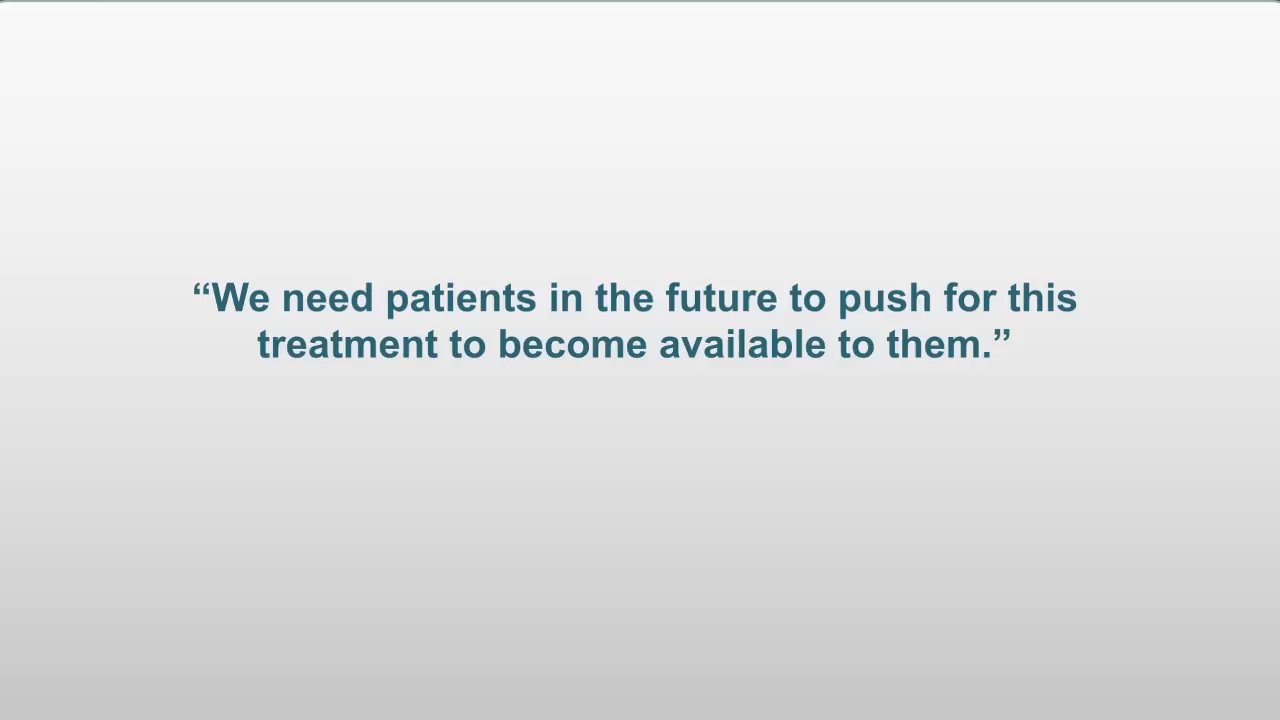 “We need patients in the future to push for this
treatment to become available to them.”